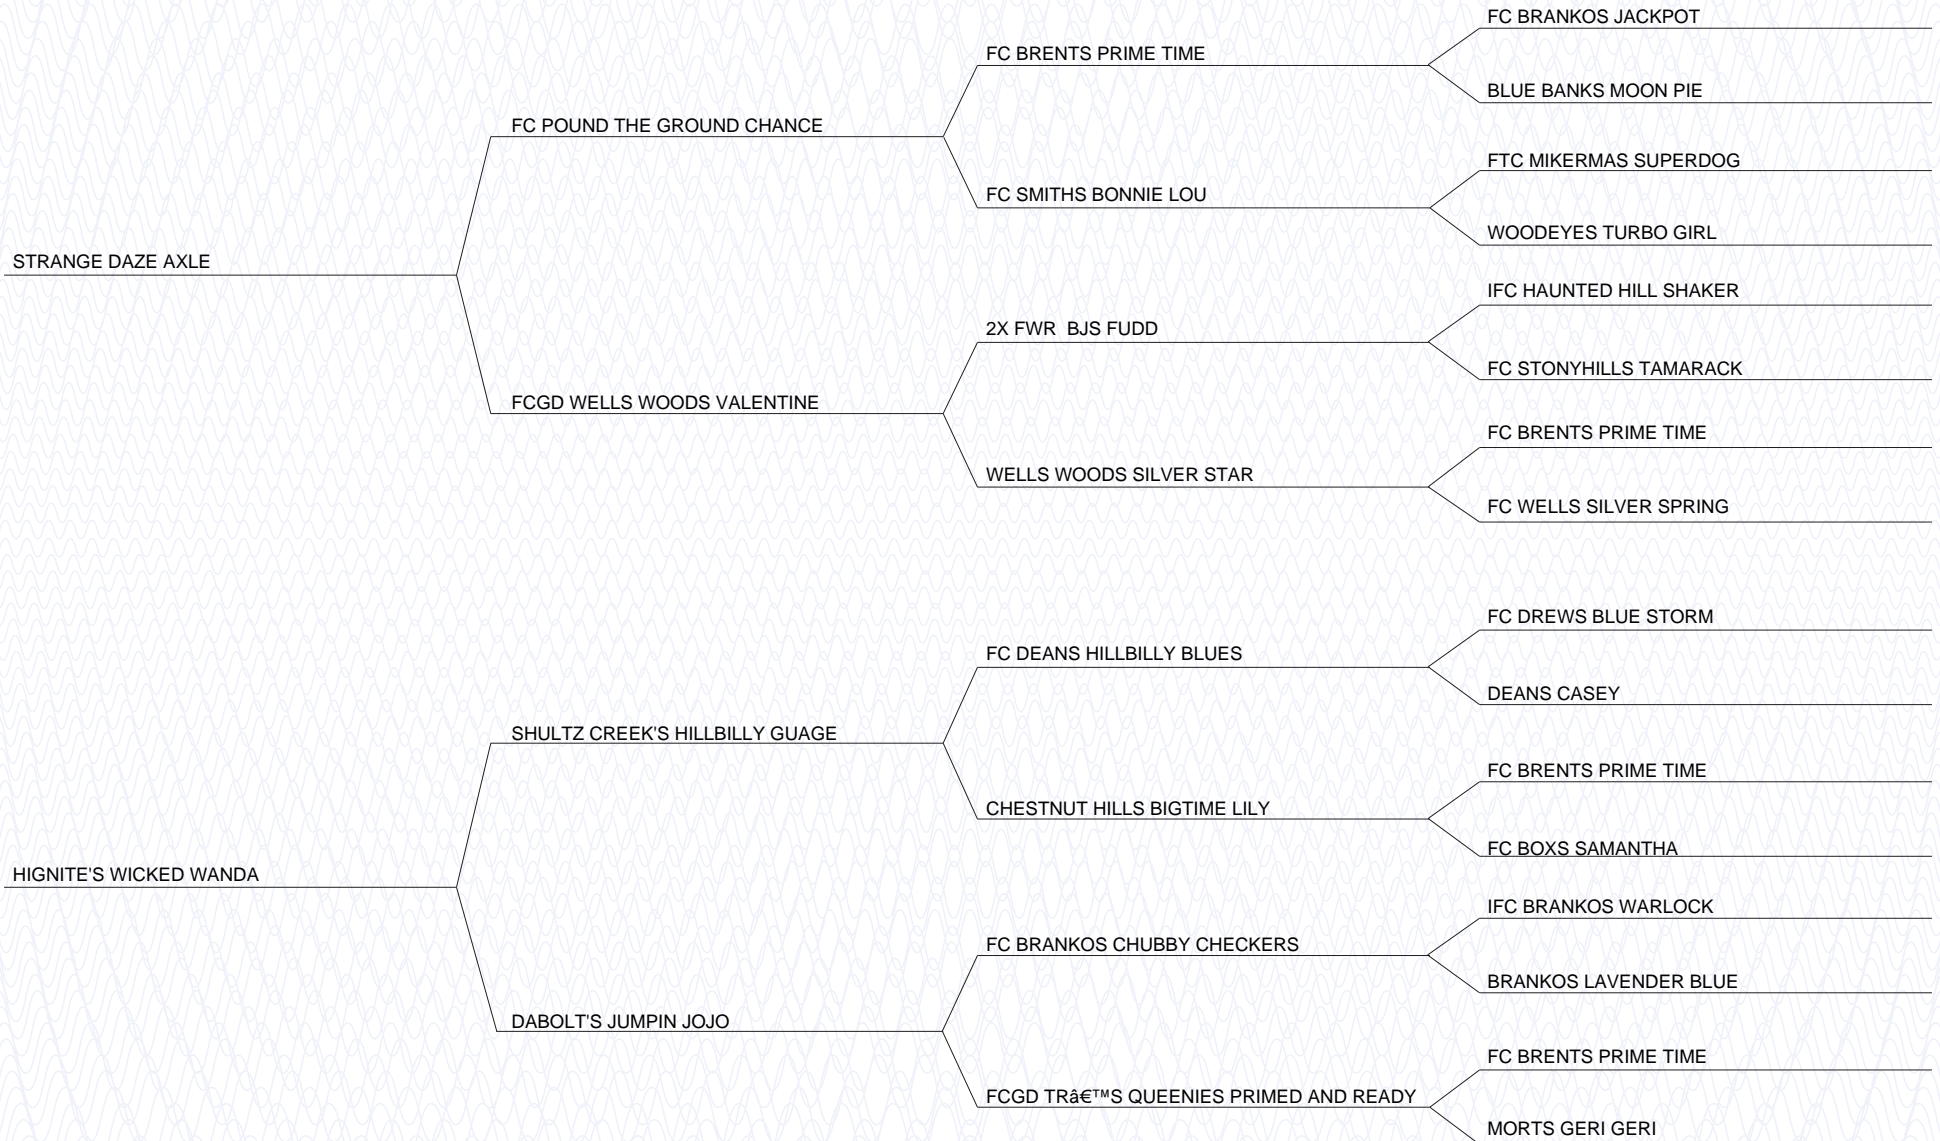 FC BRANKOS JACKPOT
FC BRENTS PRIME TIME
BLUE BANKS MOON PIE
FC POUND THE GROUND CHANCE
FTC MIKERMAS SUPERDOG
FC SMITHS BONNIE LOU
WOODEYES TURBO GIRL
STRANGE DAZE AXLE
IFC HAUNTED HILL SHAKER
2X FWR  BJS FUDD
FC STONYHILLS TAMARACK
FCGD WELLS WOODS VALENTINE
FC BRENTS PRIME TIME
WELLS WOODS SILVER STAR
FC WELLS SILVER SPRING
FC DREWS BLUE STORM
FC DEANS HILLBILLY BLUES
DEANS CASEY
SHULTZ CREEK'S HILLBILLY GUAGE
FC BRENTS PRIME TIME
CHESTNUT HILLS BIGTIME LILY
FC BOXS SAMANTHA
HIGNITE'S WICKED WANDA
IFC BRANKOS WARLOCK
FC BRANKOS CHUBBY CHECKERS
BRANKOS LAVENDER BLUE
DABOLT'S JUMPIN JOJO
FC BRENTS PRIME TIME
FCGD TRâ€™S QUEENIES PRIMED AND READY
MORTS GERI GERI